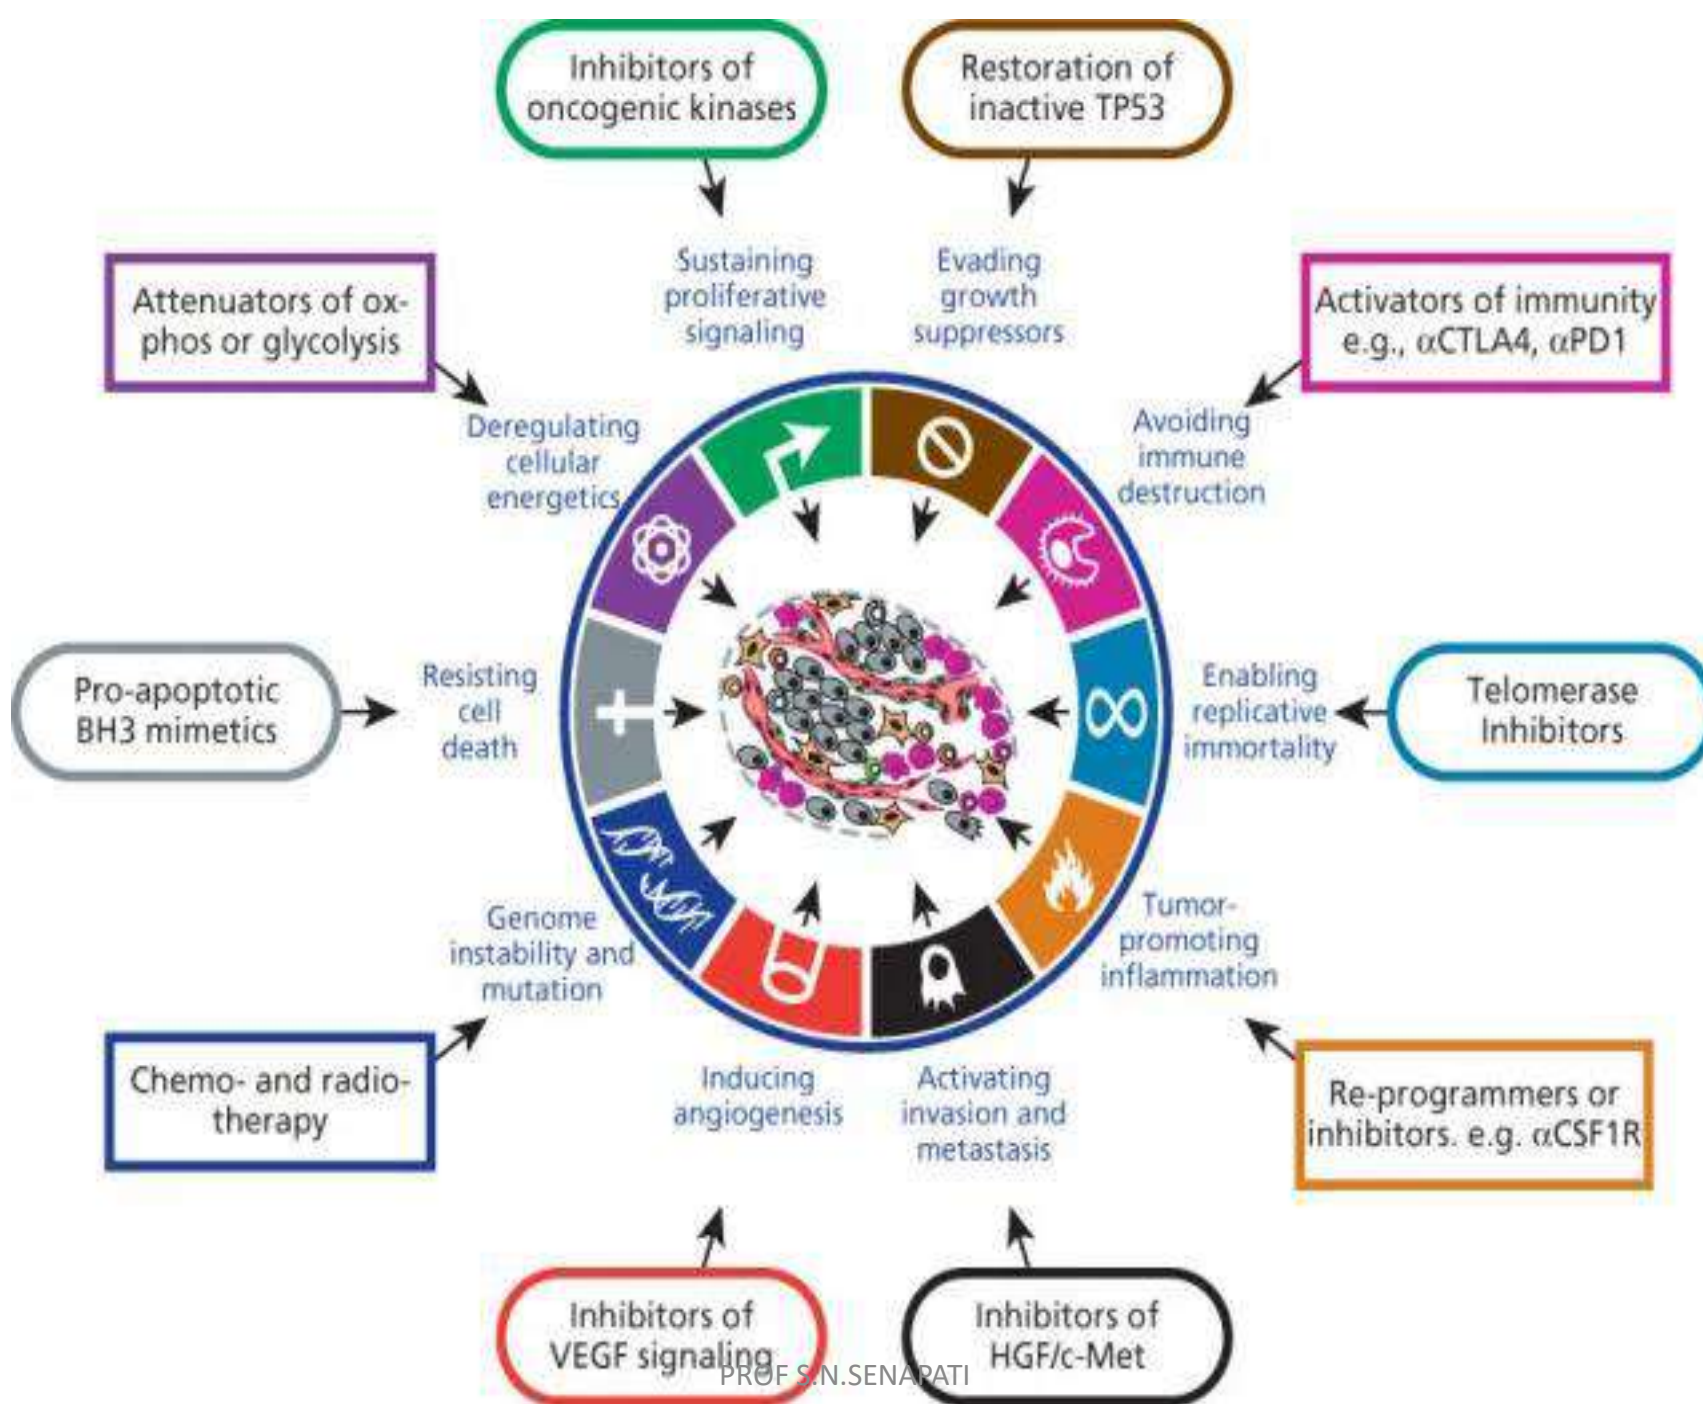 Inhibitors of
oncogenic kinases
Restoration of
inactive TP53
Sustaining
proliferative
signaling
Evading
growth
suppressors
Attenuators of ox-
phos or glycolysis
Activators of immunity
e.g., αCTLA4, αPD1
Deregulating
cellular
energetics
Avoiding
immune
destruction
Pro-apoptotic
BH3 mimetics
Resisting
cell
death
Enabling
replicative
immortality
Telomerase
Inhibitors
Genome
instability and
mutation
Tumor-
promoting
inflammation
Chemo- and radio-
therapy
Inducing
angiogenesis
Activating
invasion and
metastasis
Re-programmers or
inhibitors. e.g. αCSF1R
Inhibitors of
VEGF signaling
Inhibitors of
HGF/c-Met
PROF S.N.SENAPATI